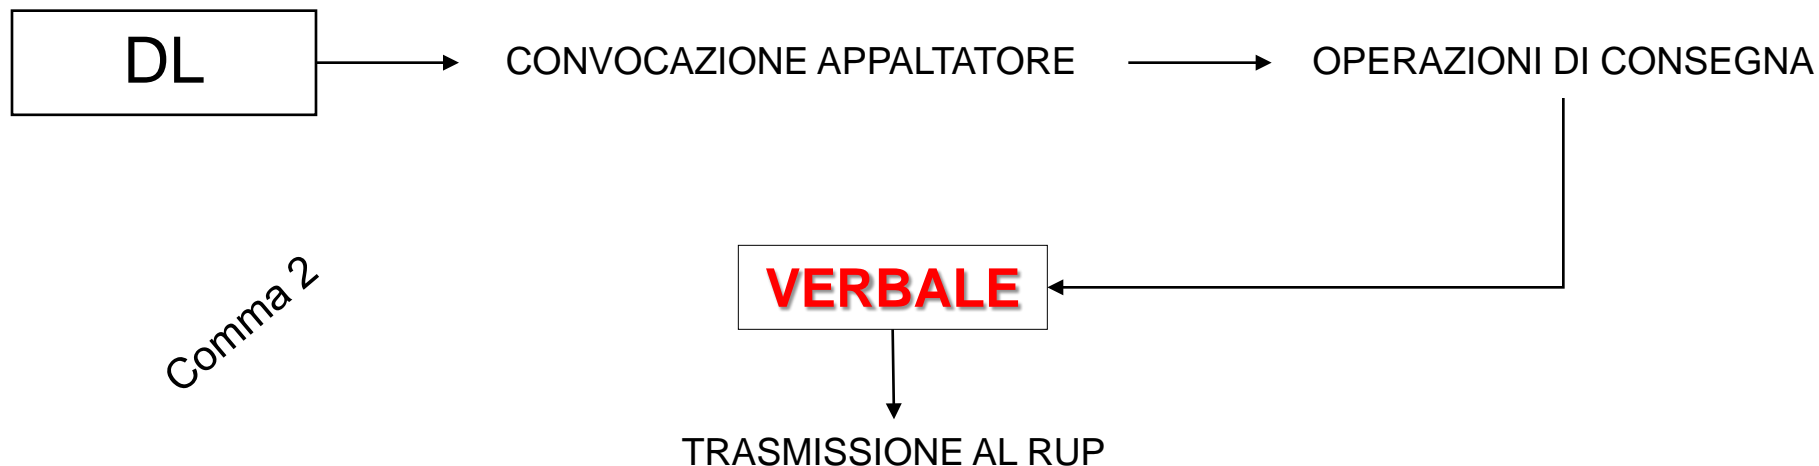 DL
CONVOCAZIONE APPALTATORE
OPERAZIONI DI CONSEGNA
VERBALE
Comma 2
TRASMISSIONE AL RUP